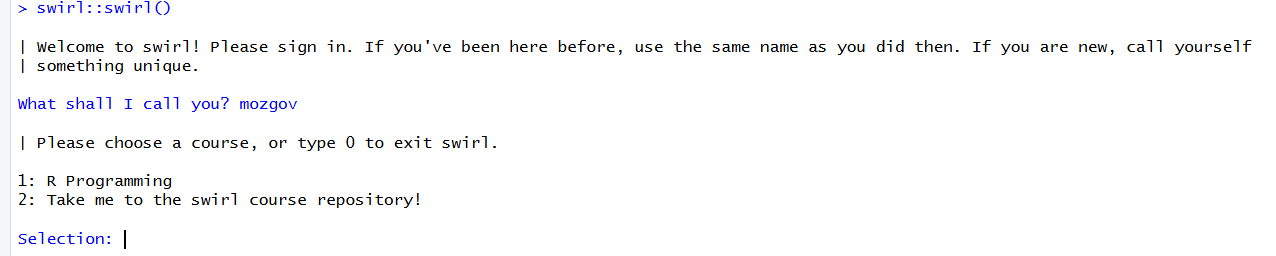 > swirl::swirl()
| Welcome to swirl! Please sign in. If you've been here before, use the same name as you did then. If you are new, call yourself
| something unique.
What shall I call you? mozgov
| Please choose a course, or type 0 to exit swirl.
1: R Programming
2: Take me to the swirl course repository!
Selection: